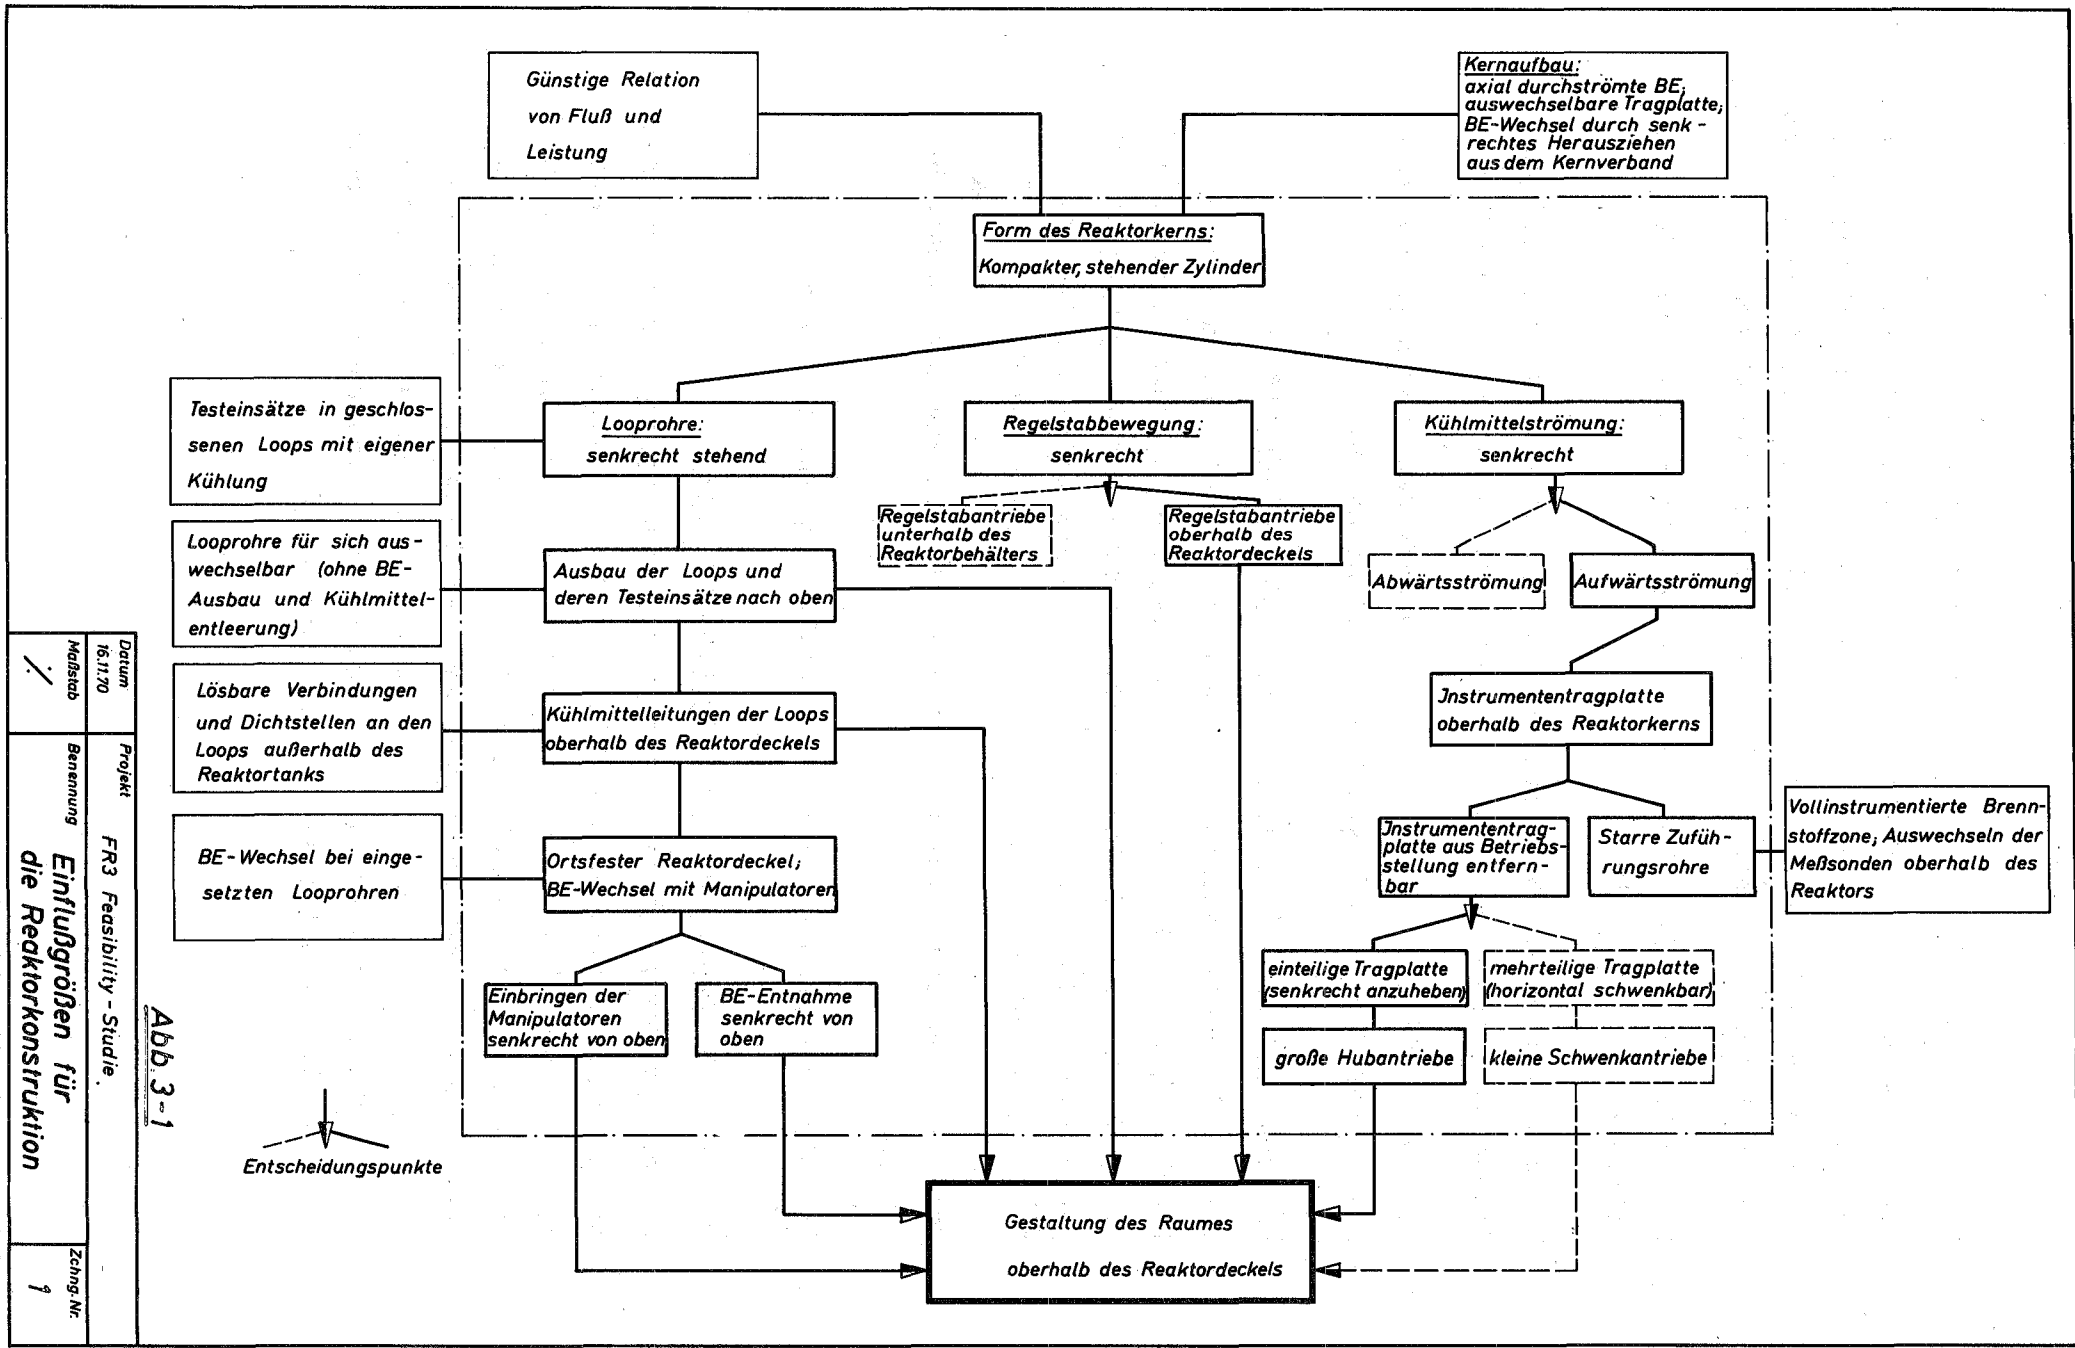 Günstige Relation
von Fluß und
Leistung
Kernaufbau:
axial durchströmte BE;
auswechselbare Tragplatte;
BE-Wechsel durch senk-
rechtes Herausziehen
aus dem Kernverband
Form des Reaktorkerns:
Kompakter, stehender Zylinder
Testeinsätze in geschlos-
senen Loops mit eigener
Kühlung
Looprohre:
senkrecht stehend
Regelstabbewegung:
senkrecht
Kühlmittelströmung:
senkrecht
Regelstabantriebe
unterhalb des
Reaktorbehälters
Regelstabantriebe
oberhalb des
Reaktordeckels
Looprohre für sich aus-
wechselbar (ohne BE-
Ausbau und Kühlmittel-
entleerung)
Ausbau der Loops und
deren Testeinsätze nach oben
Abwärtsströmung
Aufwärtsströmung
Lösbare Verbindungen
und Dichtstellen an den
Loops außerhalb des
Reaktortanks
Kühlmittelleitungen der Loops
oberhalb des Reaktordeckels
Jnstrumententragplatte
oberhalb des Reaktorkerns
BE-Wechsel bei einge-
setzten Looprohren
Ortsfester Reaktordeckel;
BE-Wechsel mit Manipulatoren
Jnstrumententrag-
platte aus Betriebs-
stellung entfern-
bar
Starre Zufüh-
rungsrohre
Vollinstrumentierte Brenn-
stoffzone; Auswechseln der
Meßsonden oberhalb des
Reaktors
Einbringen der
Manipulatoren
senkrecht von oben
BE-Entnahme
senkrecht von
oben
einteilige Tragplatte
(senkrecht anzuheben)
mehrteilige Tragplatte
(horizontal schwenkbar)
große Hubantriebe
kleine Schwenkantriebe
Entscheidungspunkte
Gestaltung des Raumes
oberhalb des Reaktordeckels
Abb. 3-1
Datum
16.11.70
Projekt
FR3 Feasibility-Studie
Maßstab
·/.
Benennung
Einflußgrößen für
die Reaktorkonstruktion
Zchng.Nr.
1